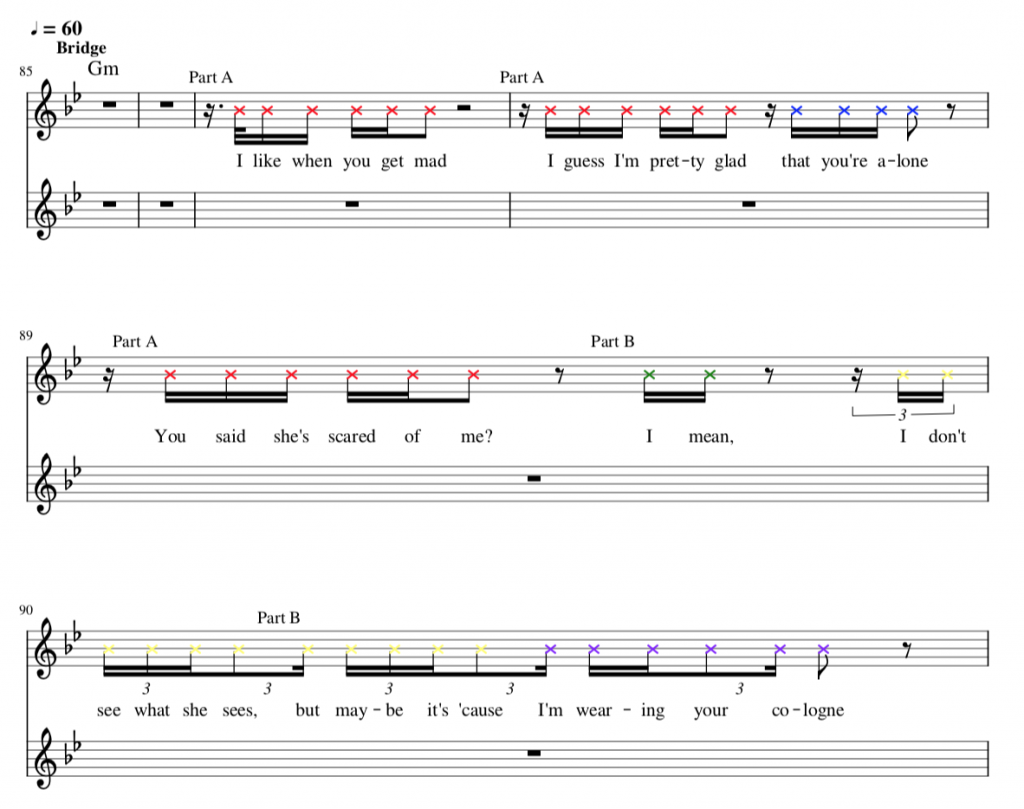 ♩ = 60
Bridge
85 Gm
Part A Part A
I like when you get mad I guess I'm pret-ty glad that you're a-lone
89 Part A Part B
3
You said she's scared of me? I mean, I don't
90 Part B
3 3 3 3 3
see what she sees, but may-be it's 'cause I'm wear-ing your co-logne